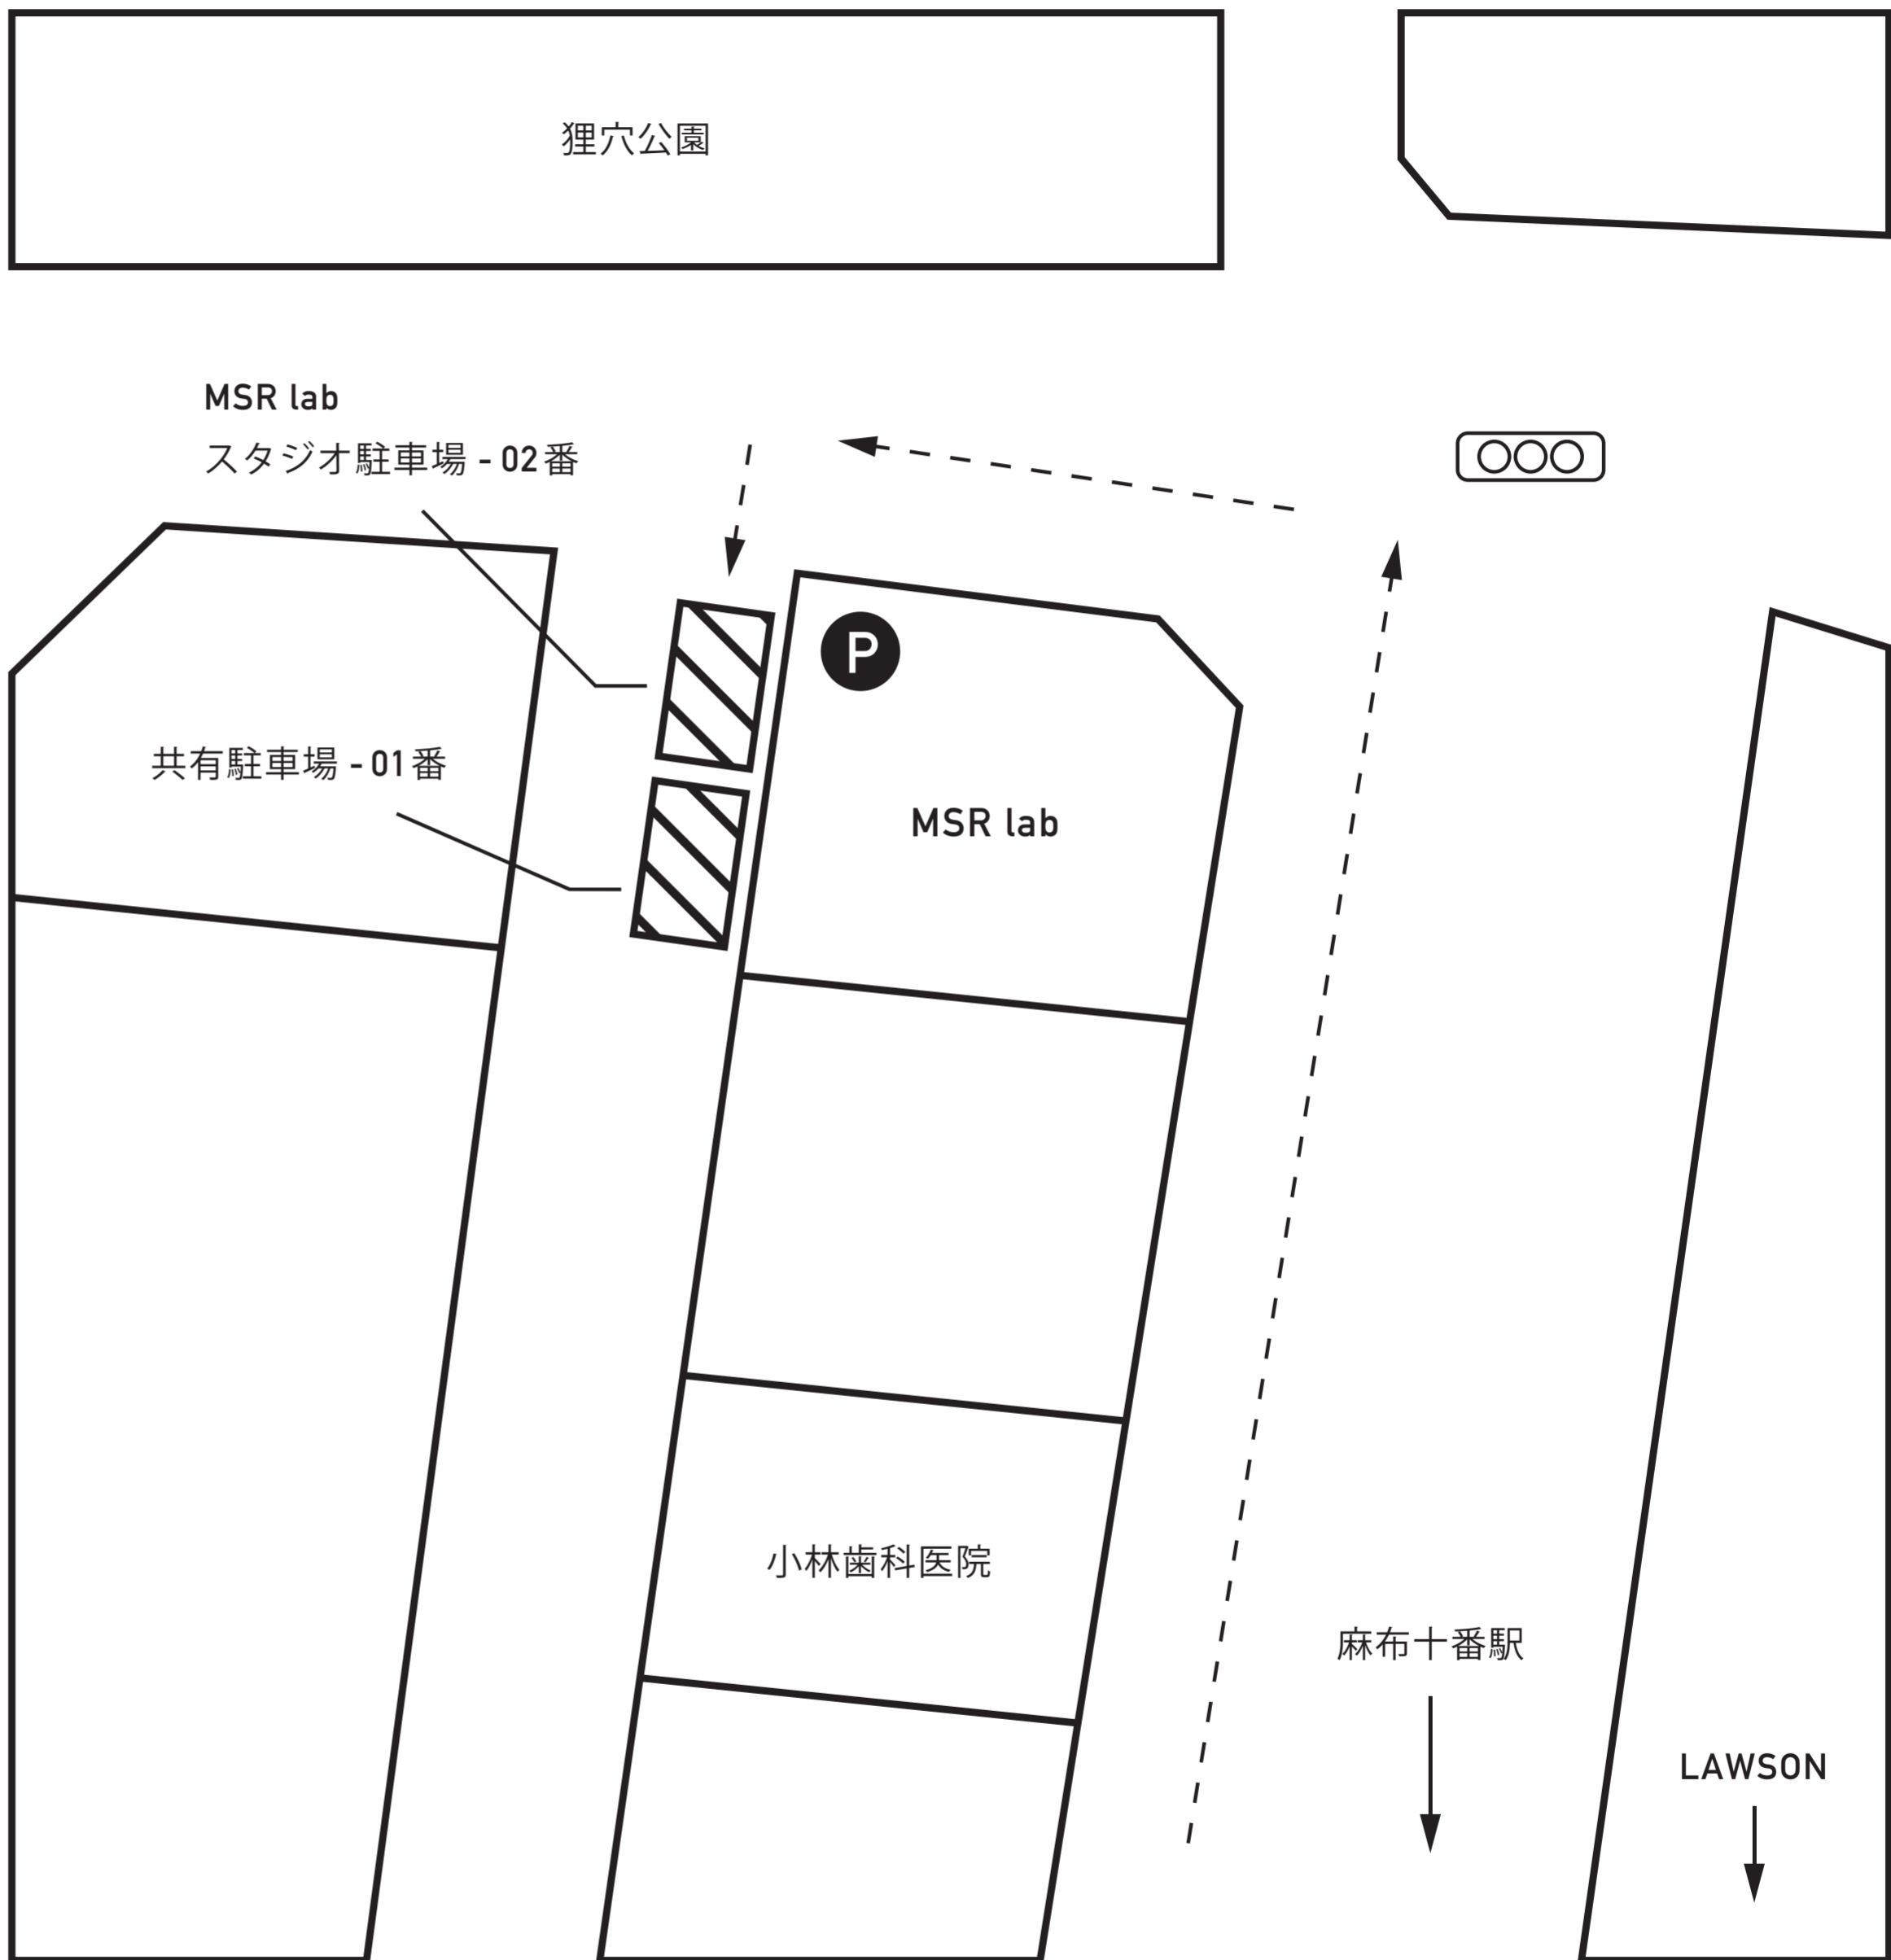 狸穴公園
MSR lab
スタジオ駐車場 - 02番
P
共有駐車場 - 01番
MSR lab
小林歯科医院
麻布十番駅
LAWSON